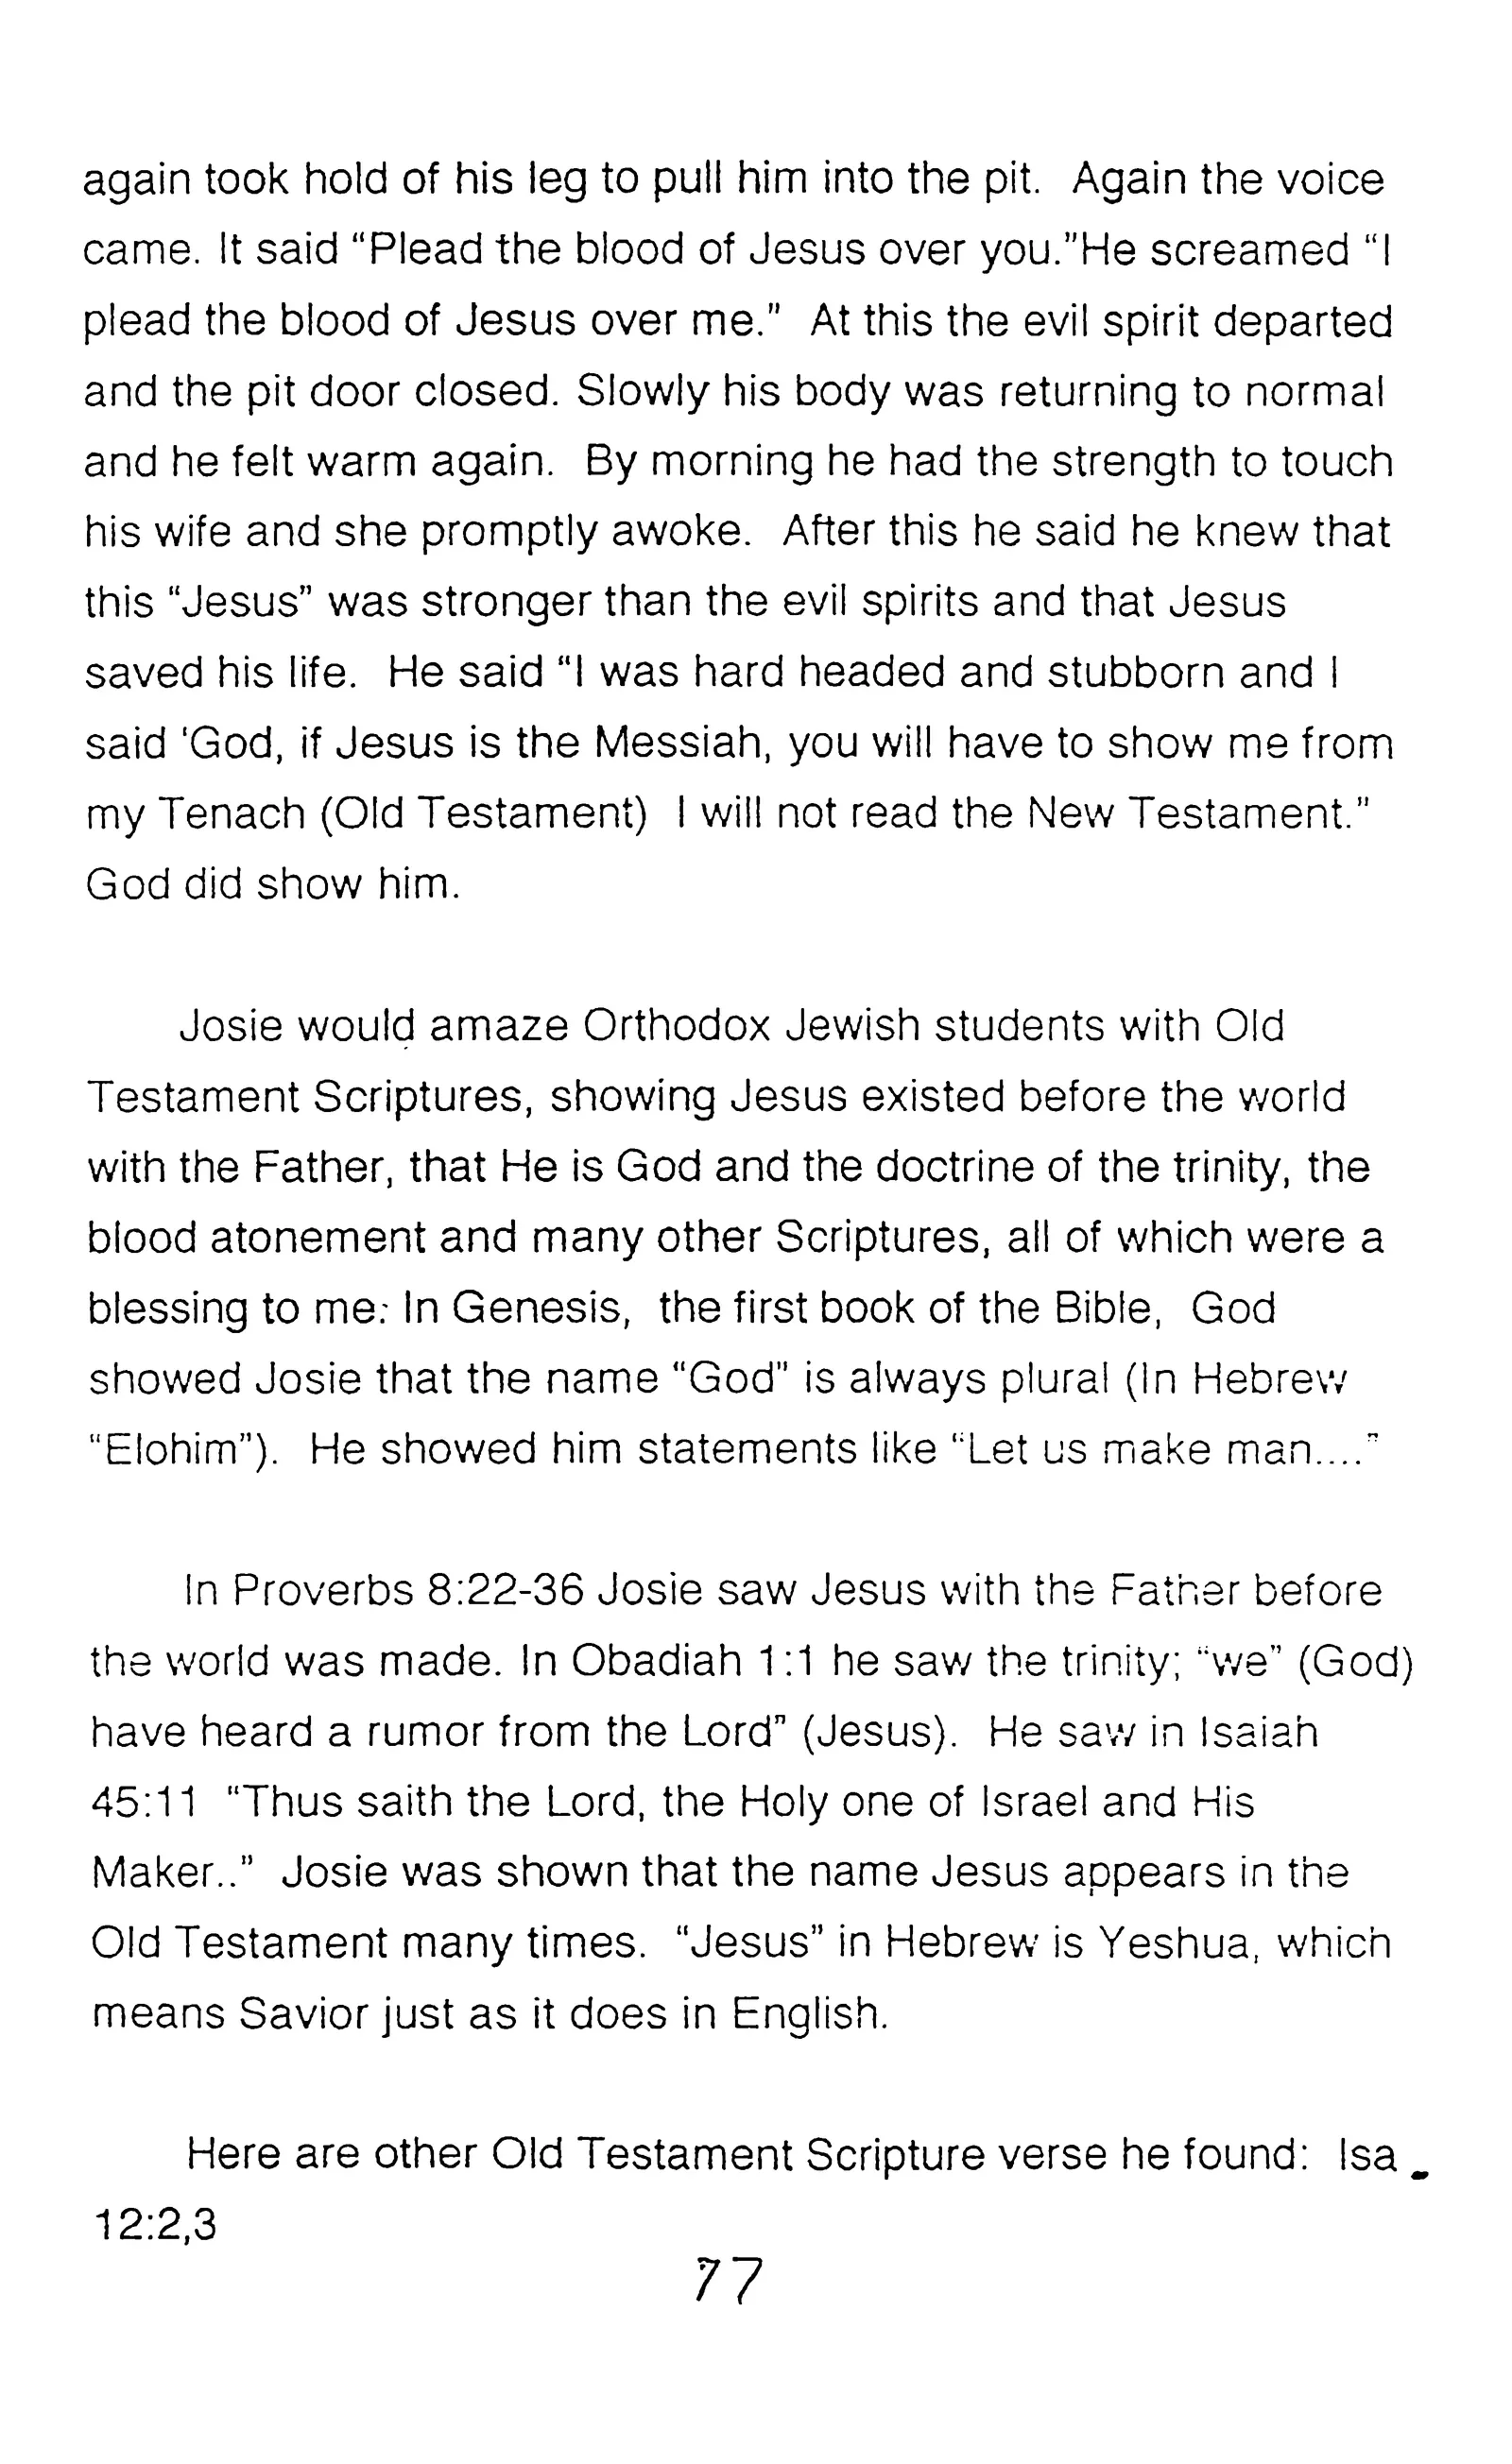 again took hold of his leg to pull him into the pit.  Again the voice
came. It said “Plead the blood of Jesus over you.”He screamed “I
plead the blood of Jesus over me.”  At this the evil spirit departed
and the pit door closed. Slowly his body was returning to normal
and he felt warm again.  By morning he had the strength to touch
his wife and she promptly awoke.  After this he said he knew that
this “Jesus” was stronger than the evil spirits and that Jesus
saved his life.  He said “I was hard headed and stubborn and I
said ‘God, if Jesus is the Messiah, you will have to show me from
my Tenach (Old Testament)  I will not read the New Testament.”
God did show him.
Josie would amaze Orthodox Jewish students with Old
Testament Scriptures, showing Jesus existed before the world
with the Father, that He is God and the doctrine of the trinity, the
blood atonement and many other Scriptures, all of which were a
blessing to me: In Genesis,  the first book of the Bible,  God
showed Josie that the name “God” is always plural (In Hebrew
“Elohim”).  He showed him statements like “Let us make man....”
In Proverbs 8:22-36 Josie saw Jesus with the Father before
the world was made. In Obadiah 1:1 he saw the trinity; “we” (God)
have heard a rumor from the Lord” (Jesus).  He saw in Isaiah
45:11  “Thus saith the Lord, the Holy one of Israel and His
Maker..”  Josie was shown that the name Jesus appears in the
Old Testament many times.  “Jesus” in Hebrew is Yeshua, which
means Savior just as it does in English.
Here are other Old Testament Scripture verse he found:  Isa
12:2,3
77